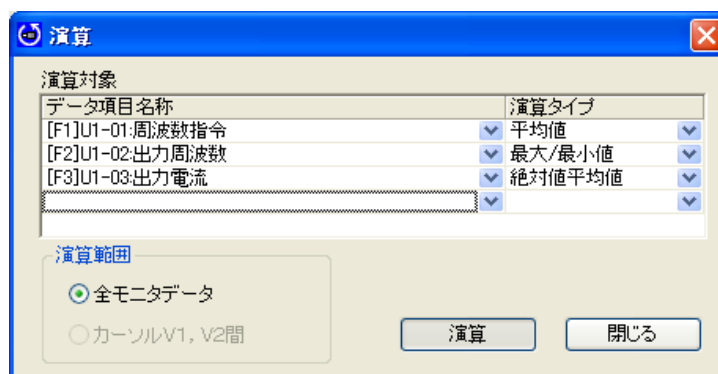 演算
演算対象
データ項目名称 演算タイプ
[F1]U1-01:周波数指令 平均値
[F2]U1-02:出力周波数 最大/最小値
[F3]U1-03:出力電流 絶対値平均値
演算範囲
全モニタデータ
カーソルV1, V2間
演算 閉じる